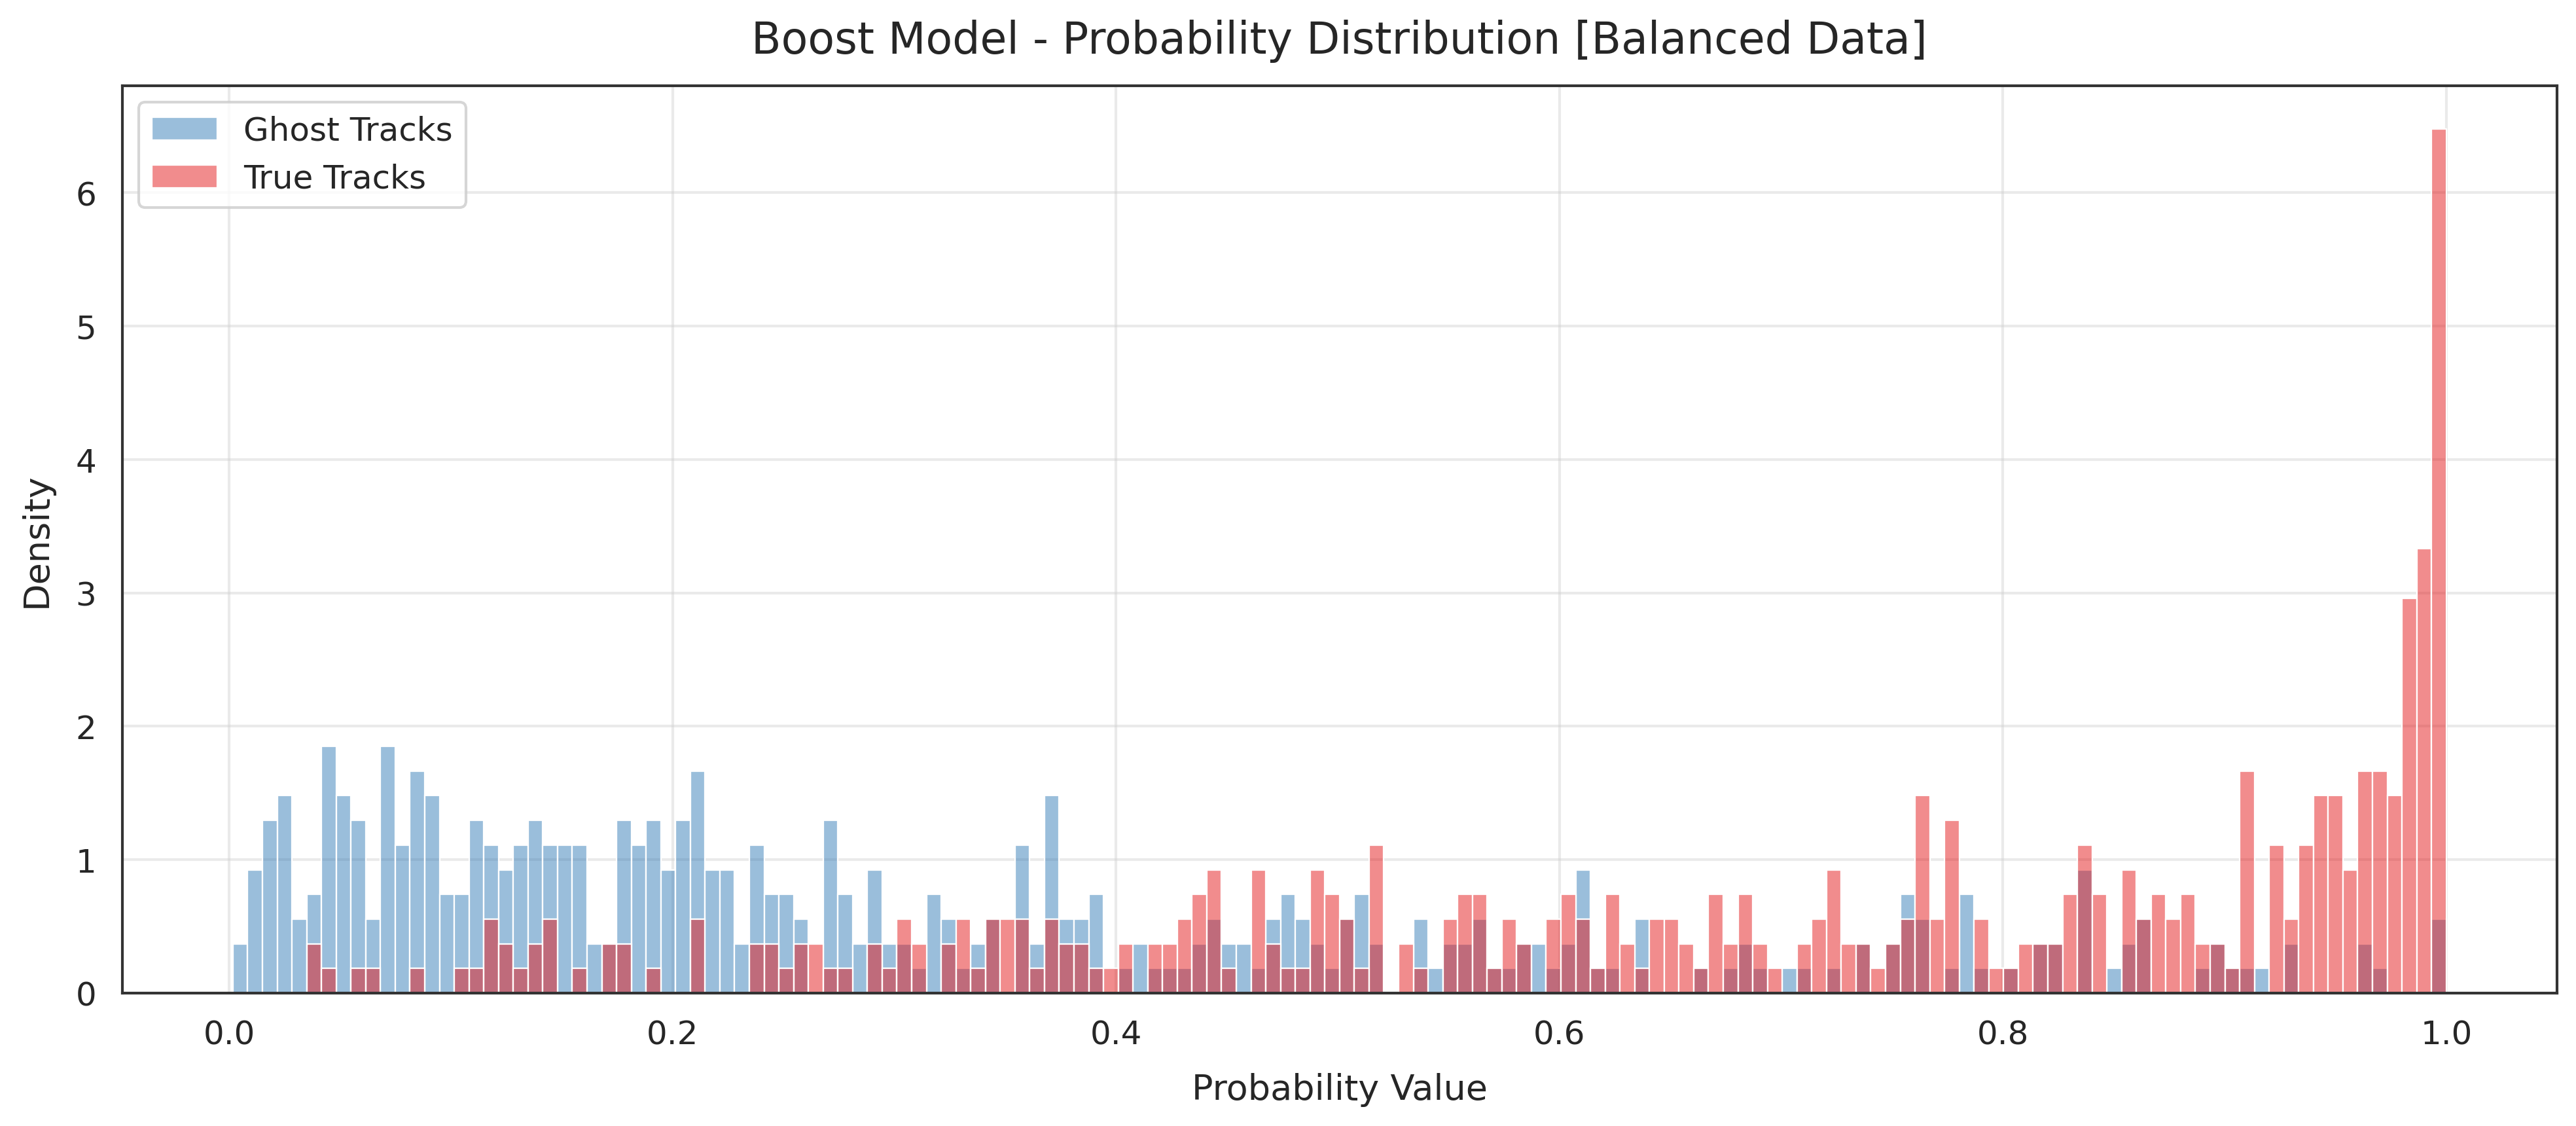 Boost Model - Probability Distribution [Balanced Data]
Ghost Tracks
True Tracks
6
5
4
3
2
1
0
Density
0.0 0.2 0.4 0.6 0.8 1.0
Probability Value